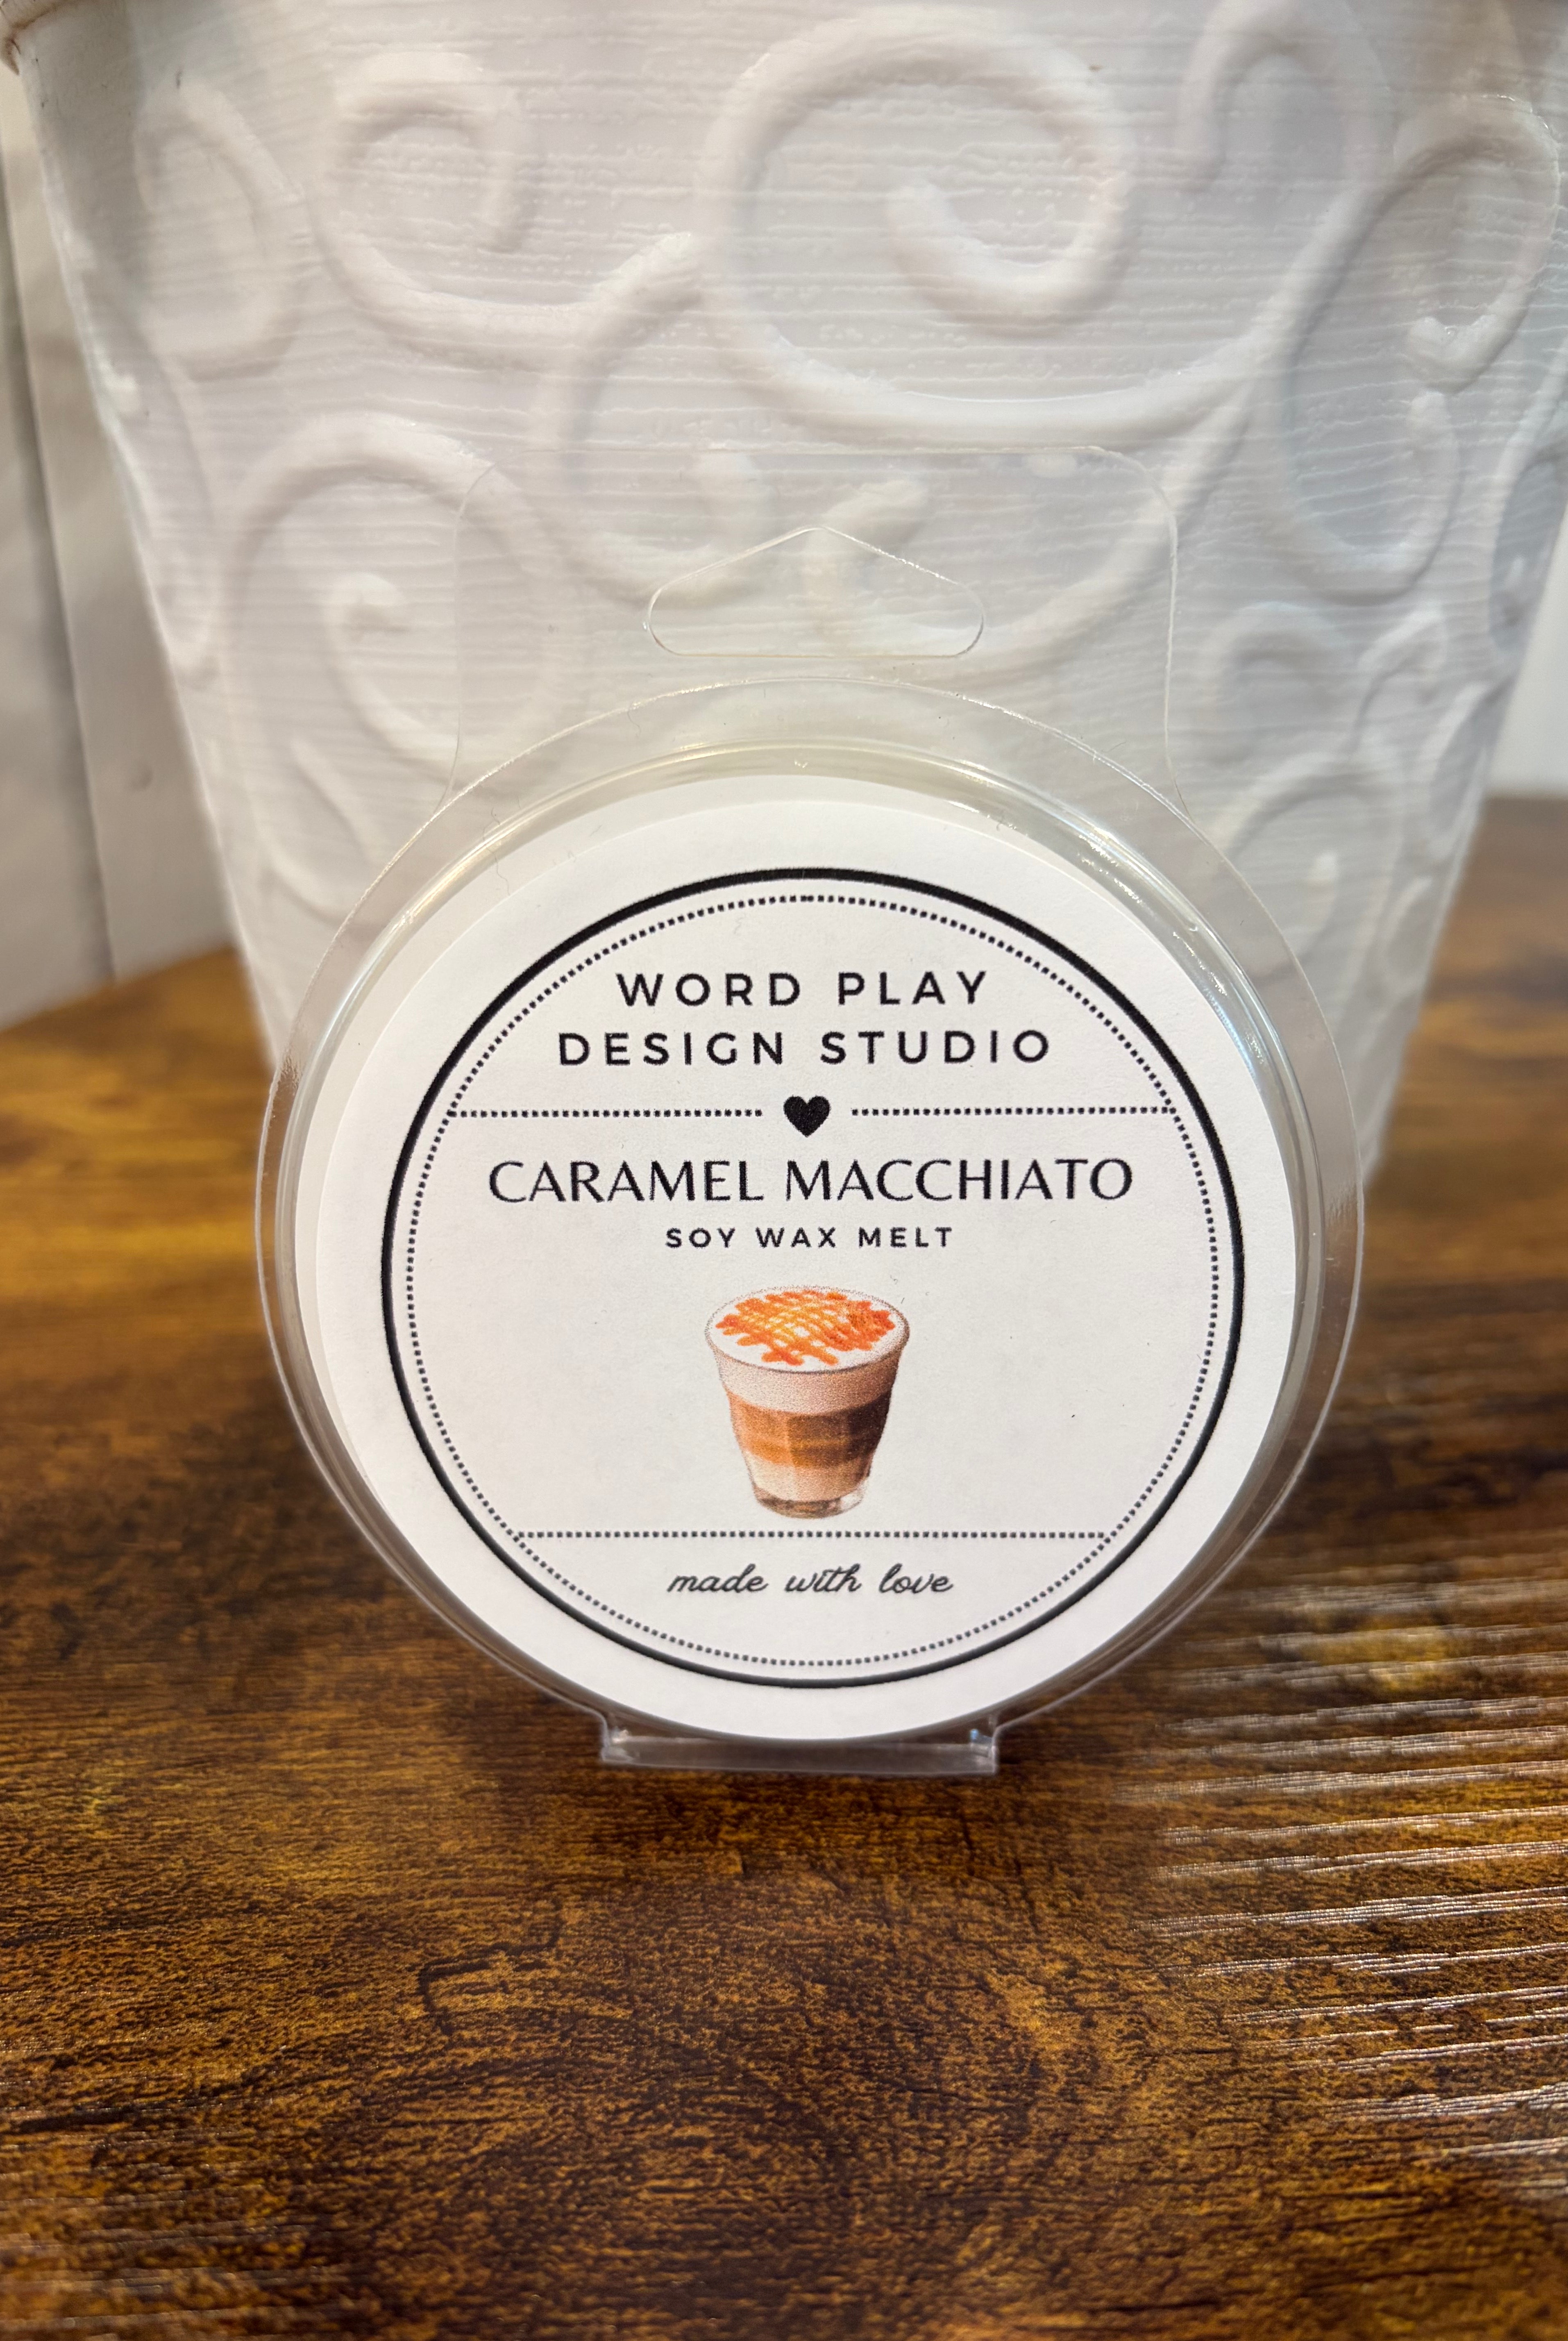 WORD PLAY
DESIGN STUDIO
CARAMEL MACCHIATO
SOY WAX MELT
made with love